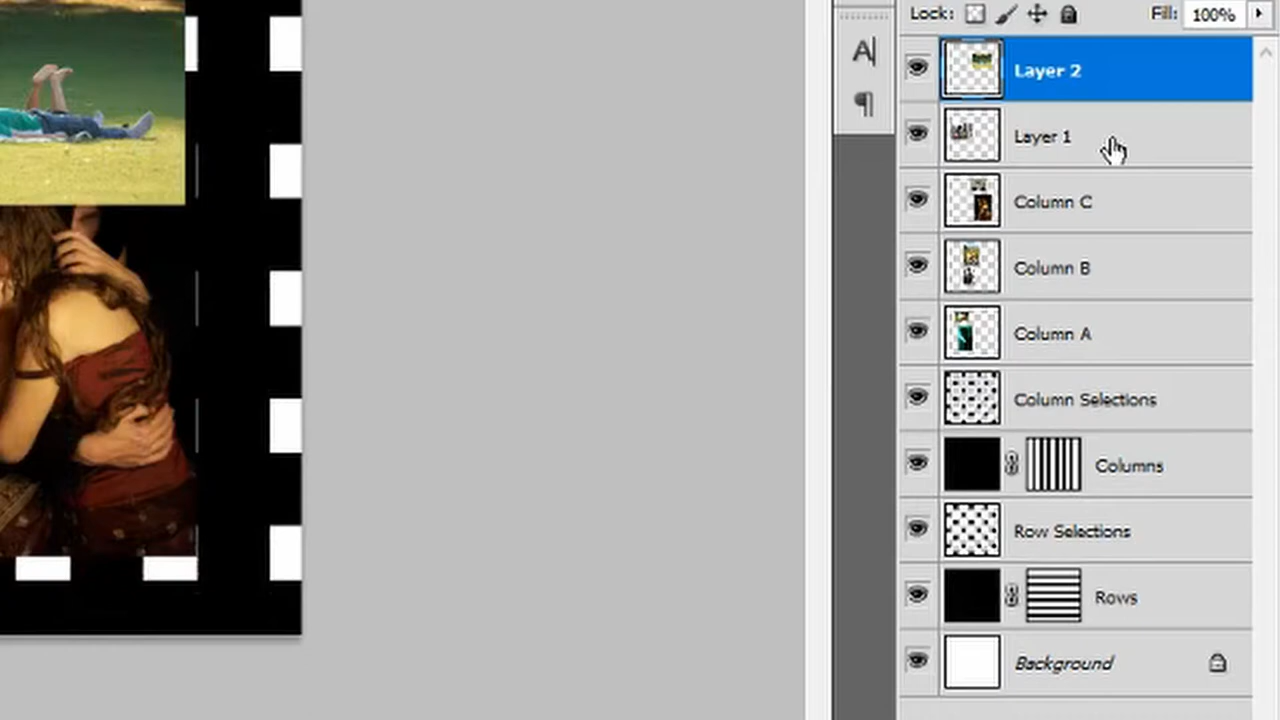 Lock: Fill: 100%
A
¶
Layer 2
Layer 1
Column C
Column B
Column A
Column Selections
Columns
Row Selections
Rows
Background